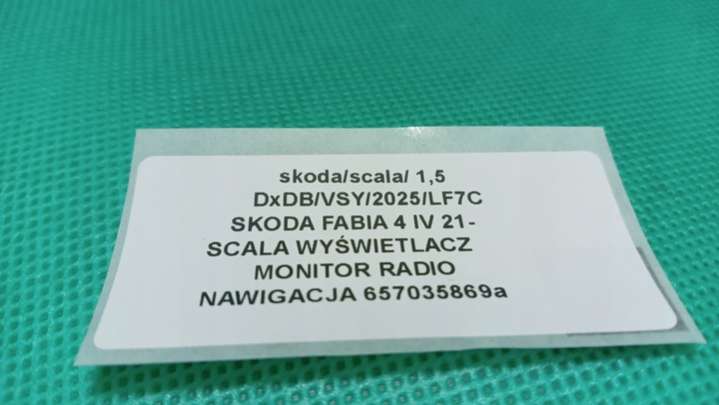 skoda/scala/ 1,5
DxDB/VSY/2025/LF7C
SKODA FABIA 4 IV 21-
SCALA WYŚWIETLACZ
MONITOR RADIO
NAWIGACJA 657035869a